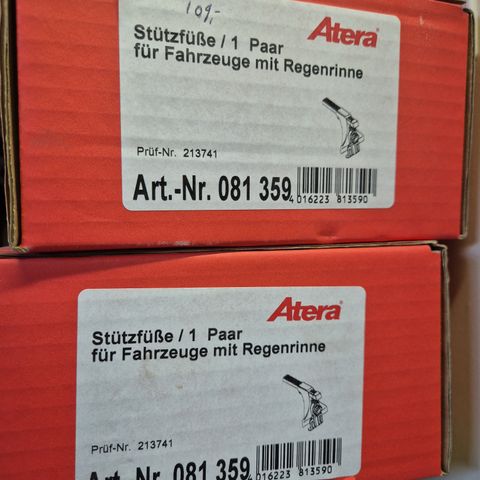 109,-
Atera®
Stützfüße / 1 Paar
für Fahrzeuge mit Regenrinne
Prüf-Nr. 213741
Art.-Nr. 081 359
4 016223 813590
Atera®
Stützfüße / 1 Paar
für Fahrzeuge mit Regenrinne
Prüf-Nr. 213741
Art.-Nr. 081 359
4 016223 813590